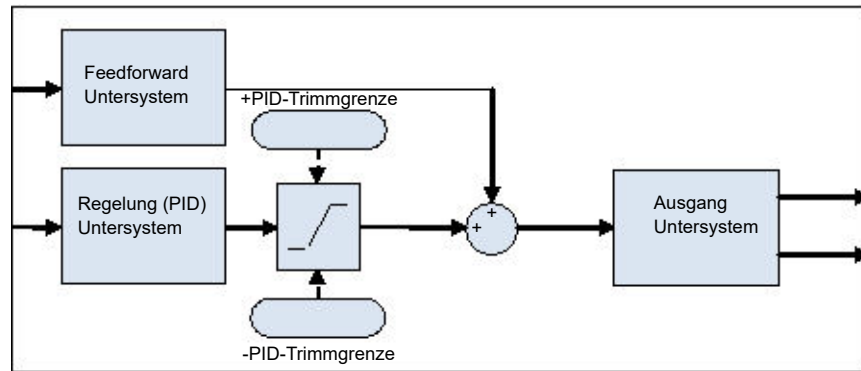 Feedforward
Untersystem
+PID-Trimmgrenze
Regelung (PID)
Untersystem
+
+
Ausgang
Untersystem
-PID-Trimmgrenze